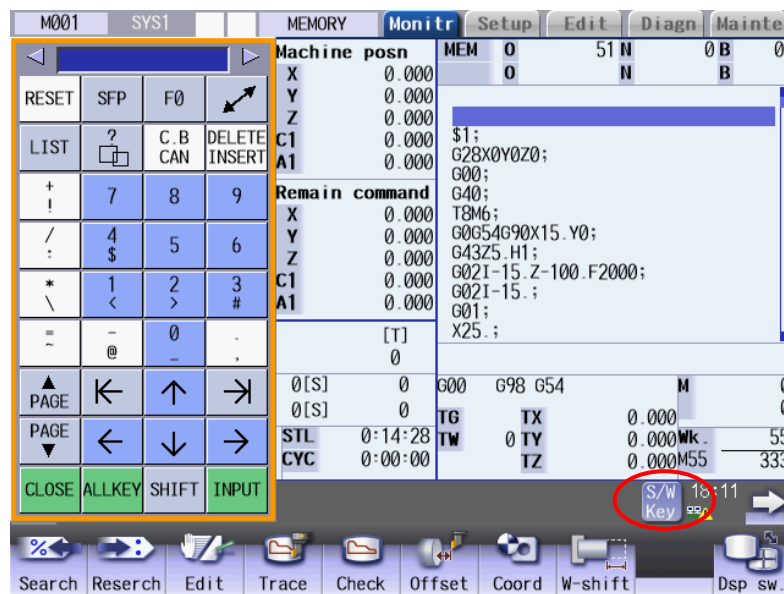 M001 SYS1 MEMORY Monitr Setup Edit Diagn Mainte
Machine posn
X 0.000
Y 0.000
Z 0.000
C1 0.000
A1 0.000
Remain command
X 0.000
Y 0.000
Z 0.000
C1 0.000
A1 0.000
[T]
0
0[S] 0
0[S] 0
STL 0:14:28
CYC 0:00:00
MEM O 51 N 0 B 0
O N B
$1;
G28X0Y0Z0;
G00;
G40;
T8M6;
G0G54G90X15.Y0;
G43Z5.H1;
G02I-15.Z-100.F2000;
G02I-15.;
G01;
X25.;
G00 G98 G54 M 0
0
TG TX 0.000
TW 0 TY 0.000 Wk. 55
TZ 0.000 M55 333
RESET SFP F0
LIST ? C.B CAN DELETE INSERT
+ ! 7 8 9
/ : 4 $ 5 6
* \ 1 < 2 > 3 #
= ~ - @ 0 _ . ,
▲ PAGE ↑
PAGE ▼ ← ↓ →
CLOSE ALLKEY SHIFT INPUT
S/W Key 18:11
%
Search Reserch Edit Trace Check Offset Coord W-shift Dsp sw.